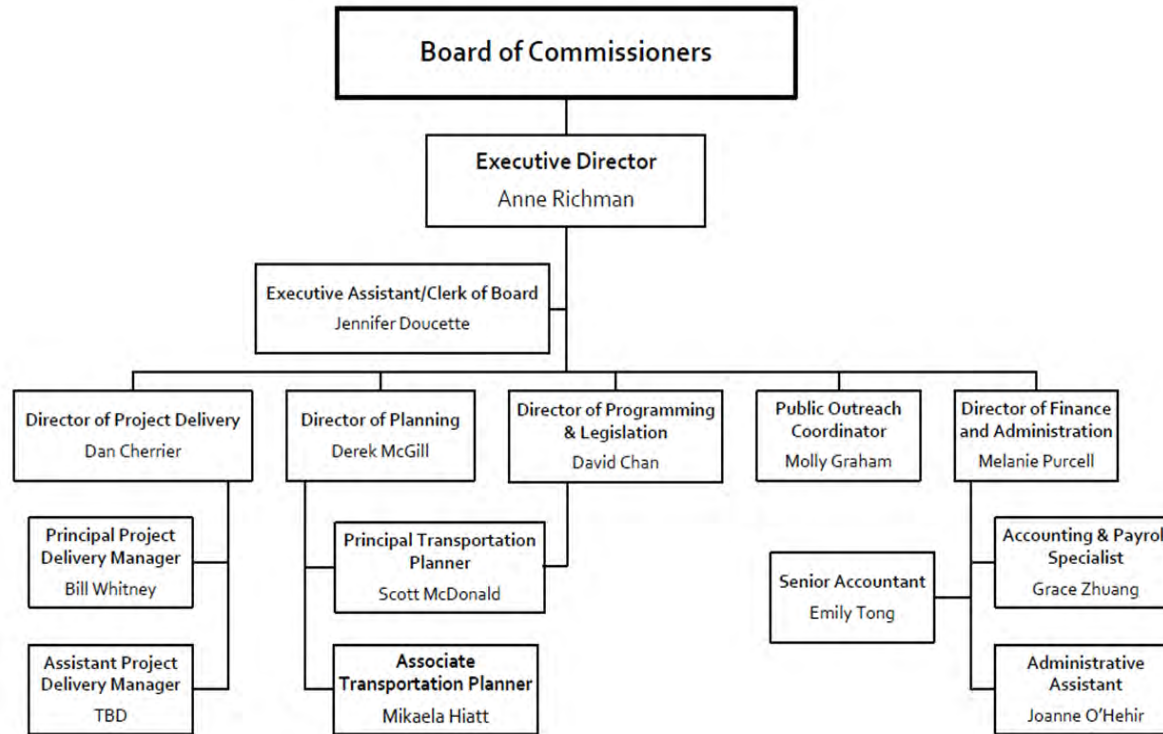 Board of Commissioners
Executive Director
Anne Richman
Executive Assistant/Clerk of Board
Jennifer Doucette
Director of Project Delivery
Dan Cherrier
Director of Planning
Derek McGill
Director of Programming
& Legislation
David Chan
Public Outreach
Coordinator
Molly Graham
Director of Finance
and Administration
Melanie Purcell
Principal Project
Delivery Manager
Bill Whitney
Principal Transportation
Planner
Scott McDonald
Senior Accountant
Emily Tong
Accounting & Payroll
Specialist
Grace Zhuang
Assistant Project
Delivery Manager
TBD
Associate
Transportation Planner
Mikaela Hiatt
Administrative
Assistant
Joanne O'Hehir